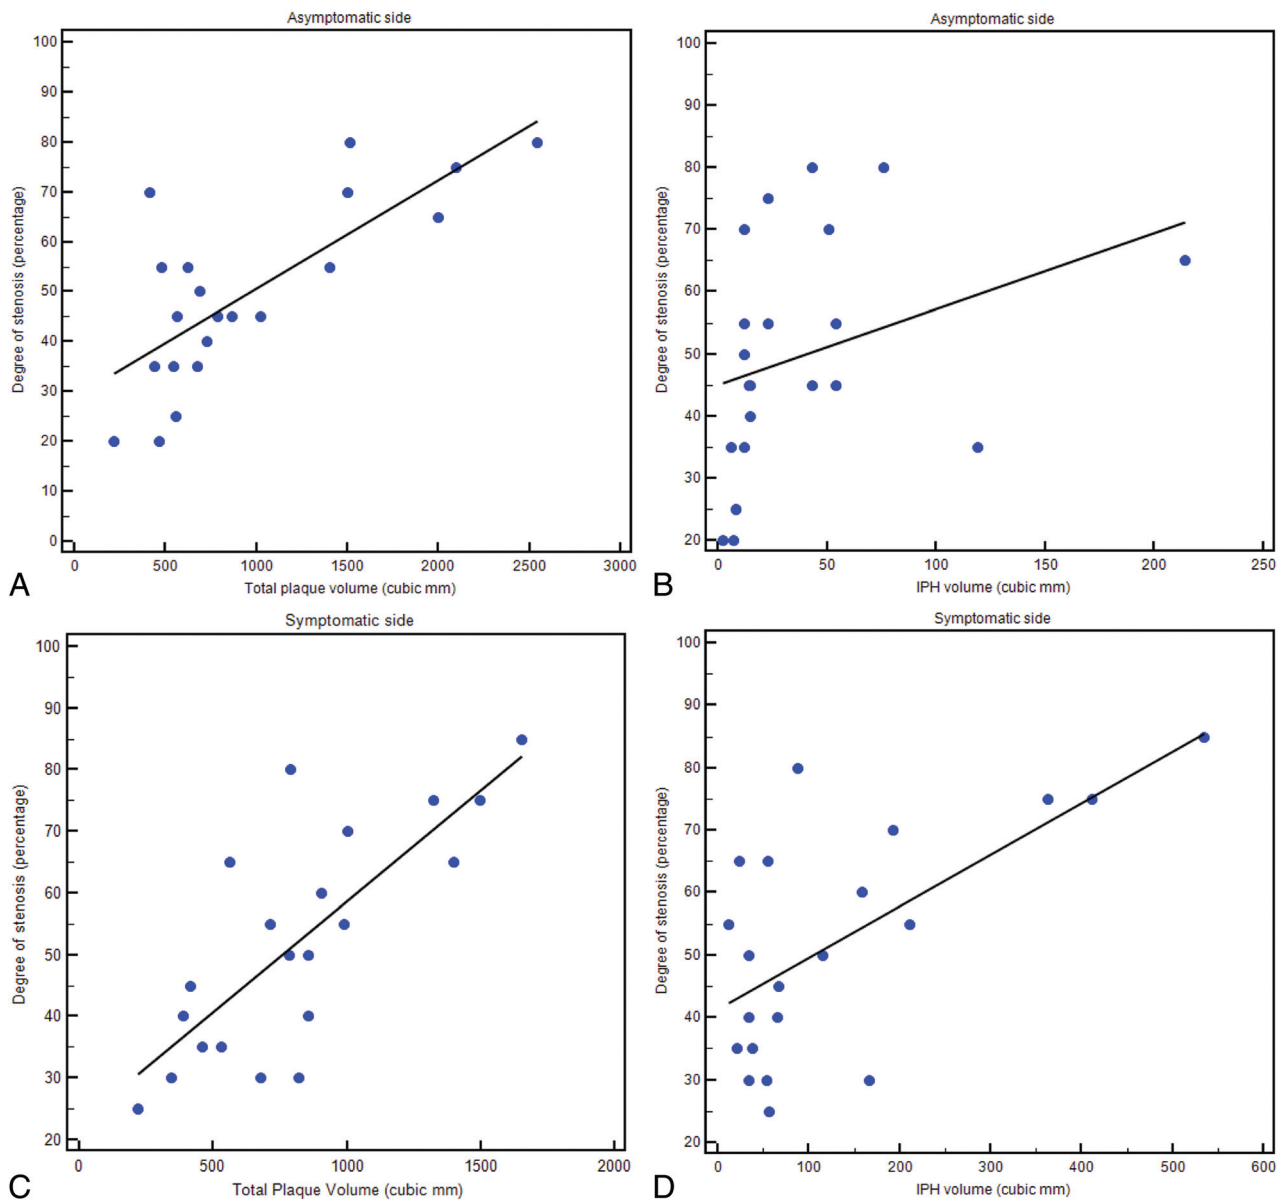 Asymptomatic side
100
90
80
70
60
50
40
30
20
10
0
Degree of stenosis (percentage)
0 500 1000 1500 2000 2500 3000
Total plaque volume (cubic mm)
A
Asymptomatic side
100
90
80
70
60
50
40
30
20
Degree of stenosis (percentage)
0 50 100 150 200 250
IPH volume (cubic mm)
B
Symptomatic side
100
90
80
70
60
50
40
30
20
Degree of stenosis (percentage)
0 500 1000 1500 2000
Total Plaque Volume (cubic mm)
C
Symptomatic side
100
90
80
70
60
50
40
30
20
Degree of stenosis (percentage)
0 100 200 300 400 500 600
IPH volume (cubic mm)
D